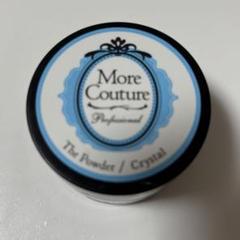 More
Couture
Professional
The Powder / Crystal